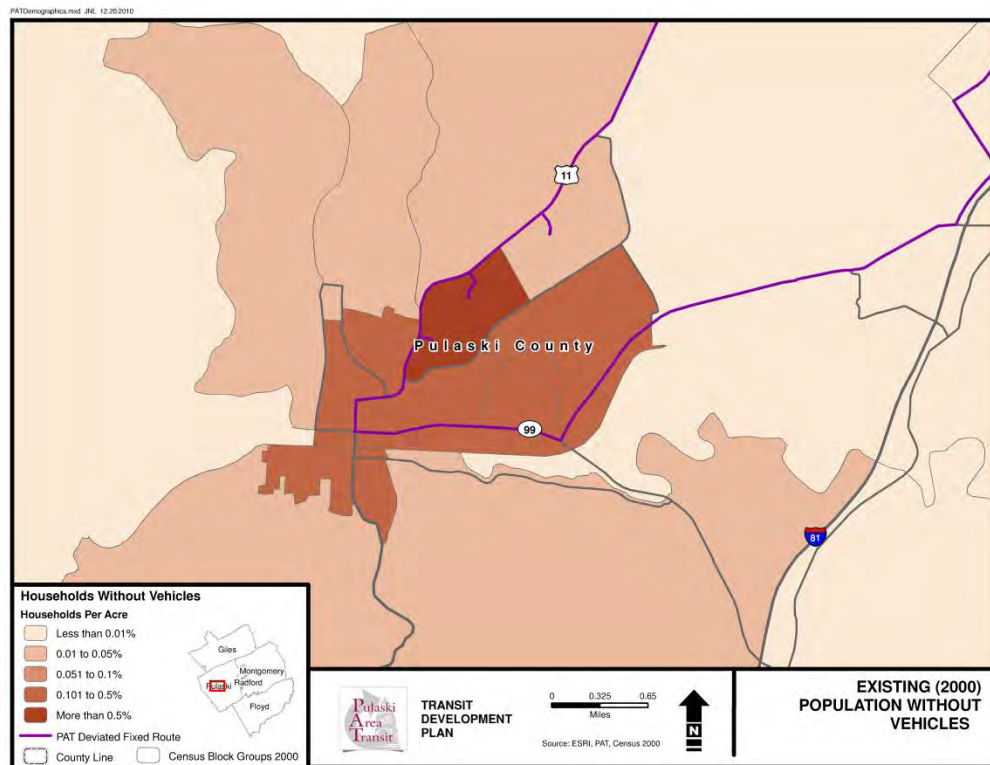 PATDemographics.mxd JNL 12.20.2010
11
Pulaski County
99
81
Households Without Vehicles
Households Per Acre
Less than 0.01%
0.01 to 0.05%
0.051 to 0.1%
0.101 to 0.5%
More than 0.5%
PAT Deviated Fixed Route
County Line
Census Block Groups 2000
Giles
Montgomery
Pulaski
Radford
Floyd
Pulaski
Area
Transit
TRANSIT
DEVELOPMENT
PLAN
0 0.325 0.65
Miles
Source: ESRI, PAT, Census 2000
N
EXISTING (2000)
POPULATION WITHOUT
VEHICLES